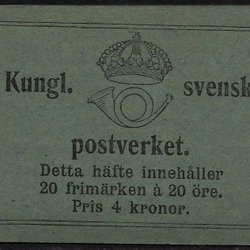 Kungl. svensk
postverket.
Detta häfte innehåller
20 frimärken à 20 öre.
Pris 4 kronor.